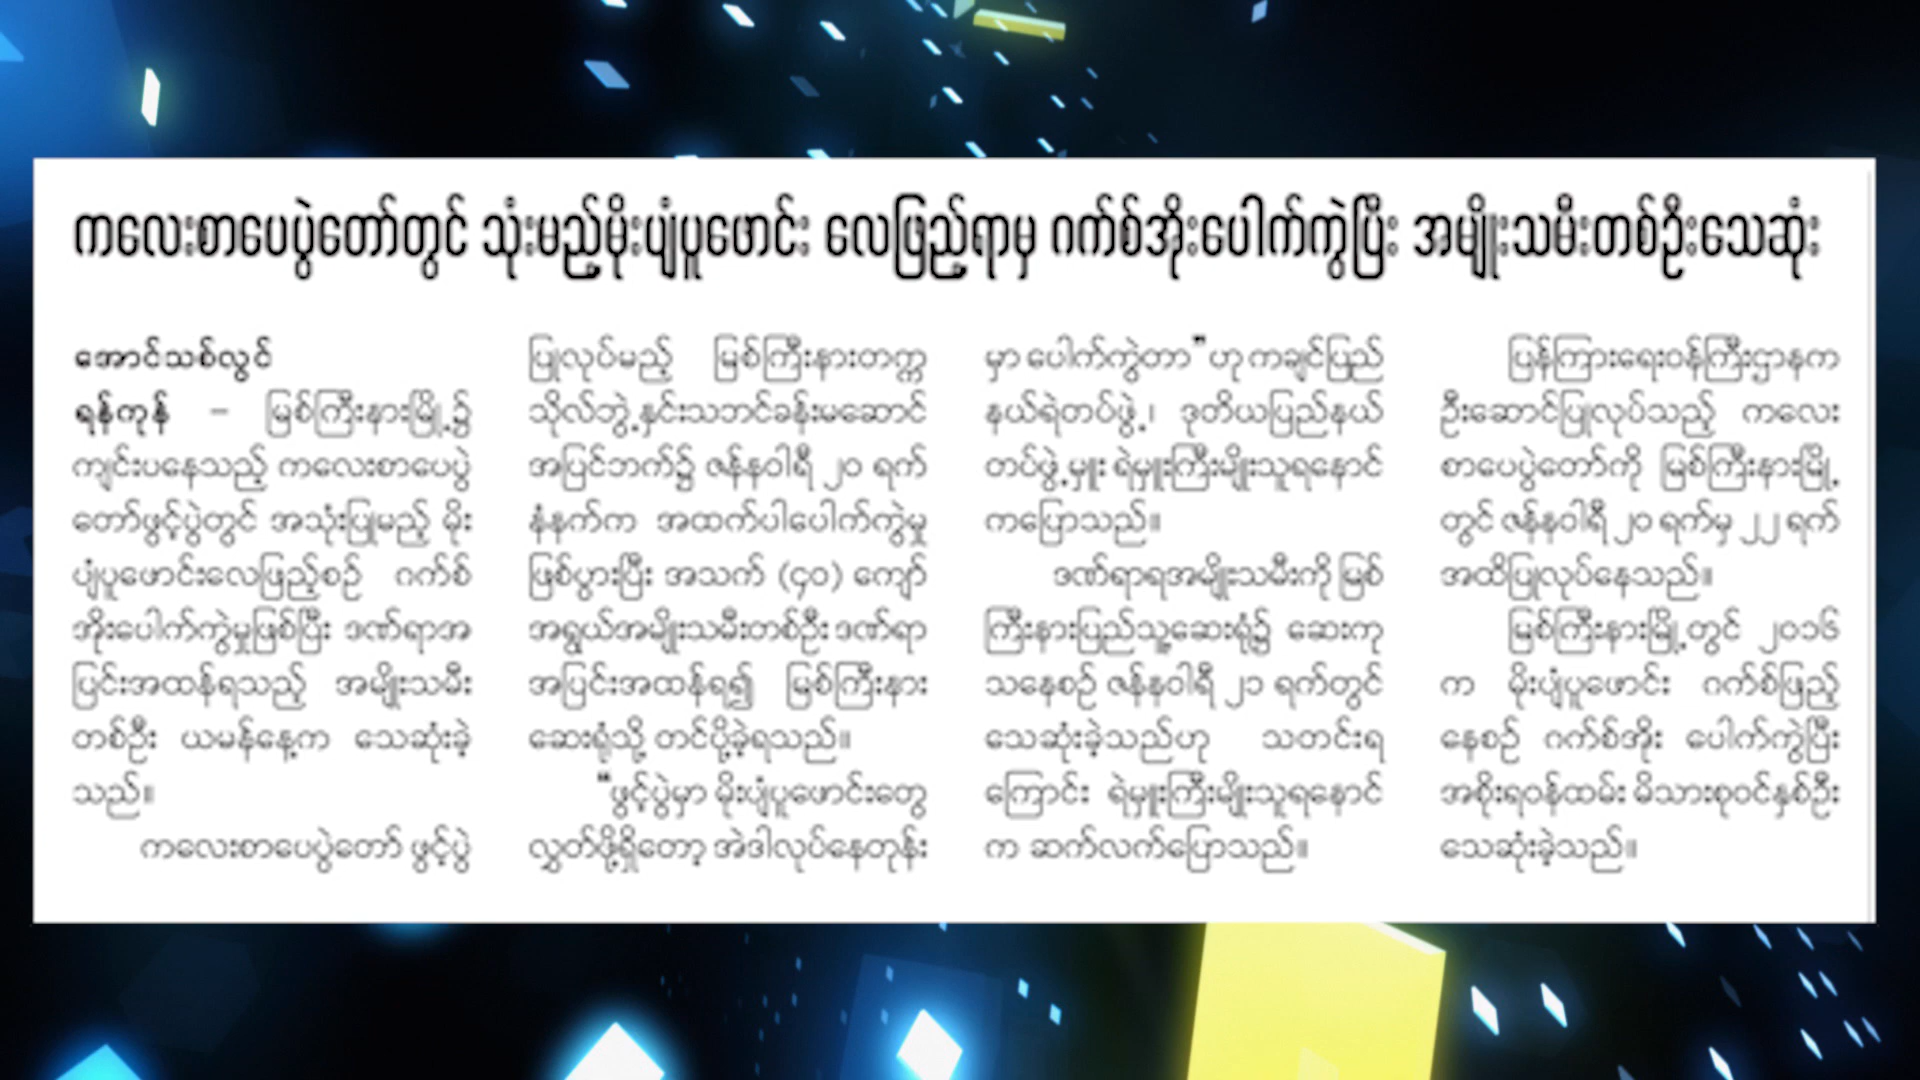 ကလေးစာပေပွဲတော်တွင် သုံးမည့်မိုးပျံပူဖောင်း လေဖြည့်ရာမှ ဂက်စ်အိုးပေါက်ကွဲပြီး အမျိုးသမီးတစ်ဦးသေဆုံး
အောင်သစ်လွင်
ရန်ကုန် – မြစ်ကြီးနားမြို့၌
ကျင်းပနေသည့် ကလေးစာပေပွဲ
တော်ဖွင့်ပွဲတွင် အသုံးပြုမည့် မိုး
ပျံပူဖောင်းလေဖြည့်စဉ် ဂက်စ်
အိုးပေါက်ကွဲမှုဖြစ်ပြီး ဒဏ်ရာအ
ပြင်းအထန်ရသည့် အမျိုးသမီး
တစ်ဦး ယမန်နေ့က သေဆုံးခဲ့
သည်။
ကလေးစာပေပွဲတော် ဖွင့်ပွဲ
ပြုလုပ်မည့် မြစ်ကြီးနားတက္က
သိုလ်ဘွဲ့နှင်းသဘင်ခန်းမဆောင်
အပြင်ဘက်၌ ဇန်နဝါရီ ၂၀ ရက်
နံနက်က အထက်ပါပေါက်ကွဲမှု
ဖြစ်ပွားပြီး အသက် (၄၀) ကျော်
အရွယ်အမျိုးသမီးတစ်ဦး ဒဏ်ရာ
အပြင်းအထန်ရ၍ မြစ်ကြီးနား
ဆေးရုံသို့ တင်ပို့ခဲ့ရသည်။
“ဖွင့်ပွဲမှာ မိုးပျံပူဖောင်းတွေ
လွှတ်ဖို့ရှိတော့ အဲဒါလုပ်နေတုန်း
မှာ ပေါက်ကွဲတာ”ဟု ကချင်ပြည်
နယ်ရဲတပ်ဖွဲ့၊ ဒုတိယပြည်နယ်
တပ်ဖွဲ့မှူး ရဲမှူးကြီးမျိုးသူရနောင်
ကပြောသည်။
ဒဏ်ရာရအမျိုးသမီးကို မြစ်
ကြီးနားပြည်သူ့ဆေးရုံ၌ ဆေးကု
သနေစဉ် ဇန်နဝါရီ ၂၁ ရက်တွင်
သေဆုံးခဲ့သည်ဟု သတင်းရ
ကြောင်း ရဲမှူးကြီးမျိုးသူရနောင်
က ဆက်လက်ပြောသည်။
ပြန်ကြားရေးဝန်ကြီးဌာနက
ဦးဆောင်ပြုလုပ်သည့် ကလေး
စာပေပွဲတော်ကို မြစ်ကြီးနားမြို့
တွင် ဇန်နဝါရီ ၂၀ ရက်မှ ၂၂ ရက်
အထိပြုလုပ်နေသည်။
မြစ်ကြီးနားမြို့တွင် ၂၀၁၆
က မိုးပျံပူဖောင်း ဂက်စ်ဖြည့်
နေစဉ် ဂက်စ်အိုး ပေါက်ကွဲပြီး
အစိုးရဝန်ထမ်း မိသားစုဝင်နှစ်ဦး
သေဆုံးခဲ့သည်။